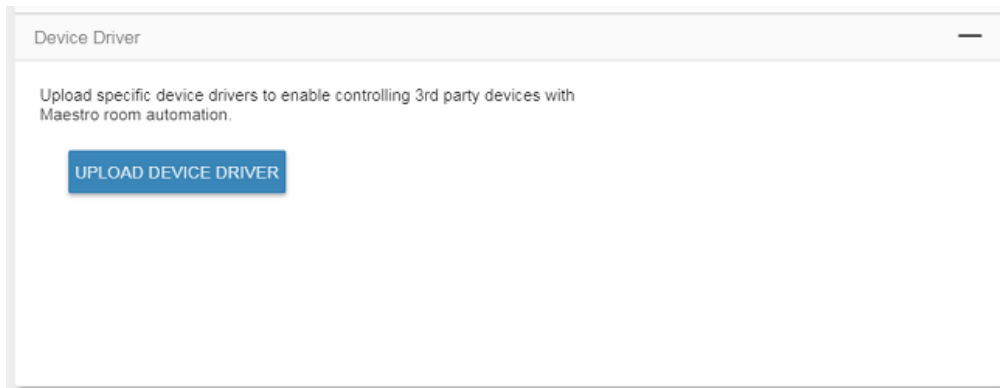 Device Driver
Upload specific device drivers to enable controlling 3rd party devices with
Maestro room automation.
UPLOAD DEVICE DRIVER